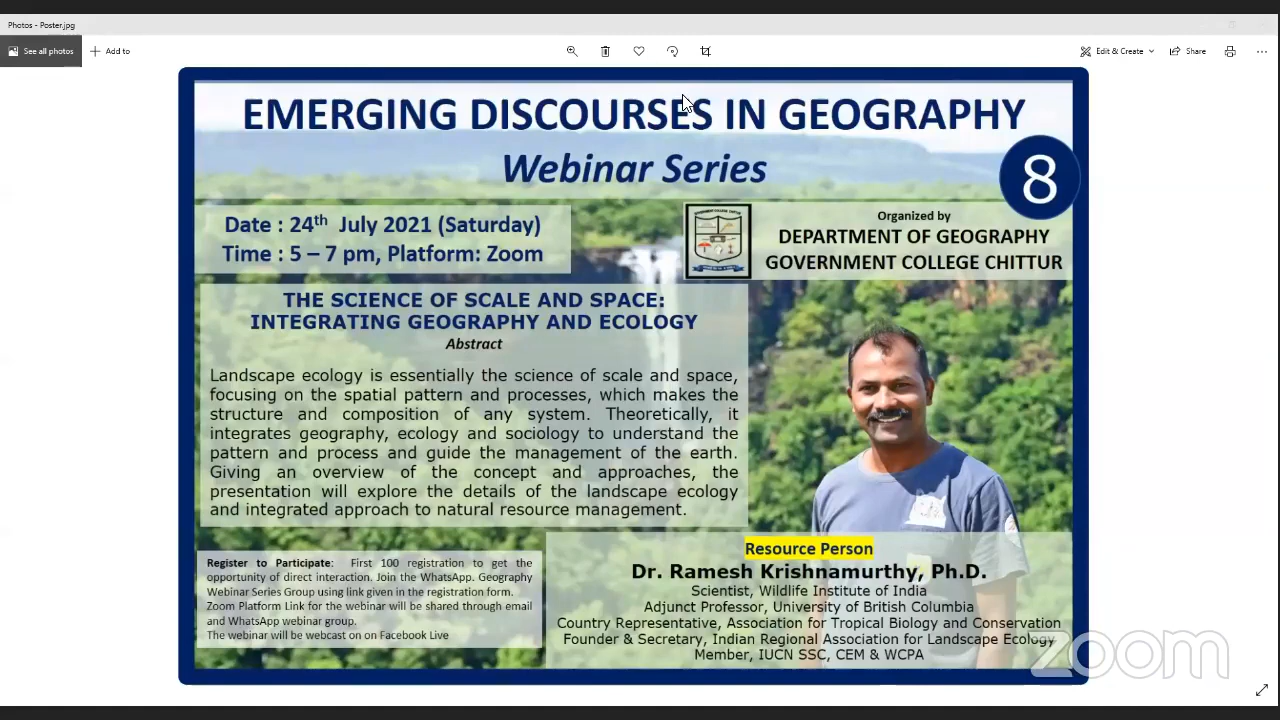 Photos - Poster.jpg
See all photos
Add to
Edit & Create
Share
EMERGING DISCOURSES IN GEOGRAPHY
Webinar Series
8
Date : 24th July 2021 (Saturday)
Time : 5 – 7 pm, Platform: Zoom
Organized by
DEPARTMENT OF GEOGRAPHY
GOVERNMENT COLLEGE CHITTUR
THE SCIENCE OF SCALE AND SPACE:
INTEGRATING GEOGRAPHY AND ECOLOGY
Abstract
Landscape ecology is essentially the science of scale and space,
focusing on the spatial pattern and processes, which makes the
structure and composition of any system. Theoretically, it
integrates geography, ecology and sociology to understand the
pattern and process and guide the management of the earth.
Giving an overview of the concept and approaches, the
presentation will explore the details of the landscape ecology
and integrated approach to natural resource management.
Register to Participate: First 100 registration to get the
opportunity of direct interaction. Join the WhatsApp. Geography
Webinar Series Group using link given in the registration form.
Zoom Platform Link for the webinar will be shared through email
and WhatsApp webinar group.
The webinar will be webcast on on Facebook Live
Resource Person
Dr. Ramesh Krishnamurthy, Ph.D.
Scientist, Wildlife Institute of India
Adjunct Professor, University of British Columbia
Country Representative, Association for Tropical Biology and Conservation
Founder & Secretary, Indian Regional Association for Landscape Ecology
Member, IUCN SSC, CEM & WCPA
zoom